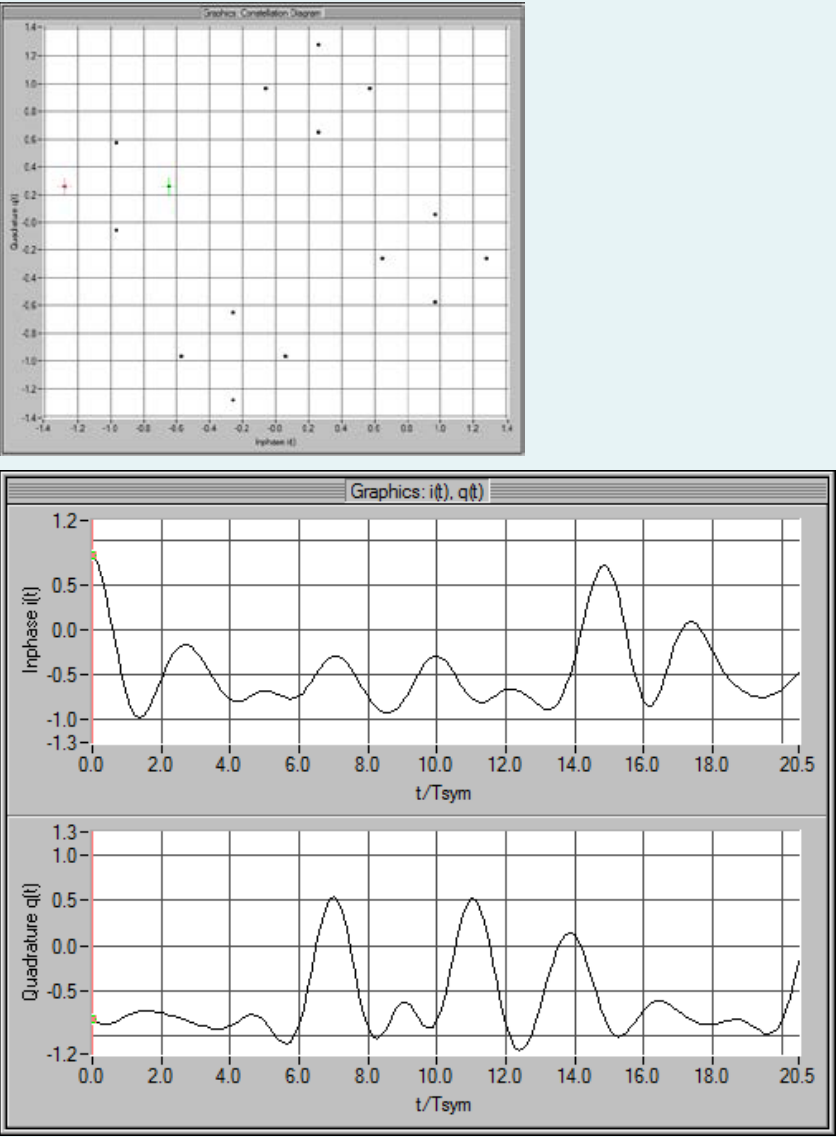 Graphics: Constellation Diagram
1.4
1.2
1.0
0.8
0.6
0.4
0.2
-0.0
-0.2
-0.4
-0.6
-0.8
-1.0
-1.2
-1.4
Quadrature q(t)
-1.4 -1.2 -1.0 -0.8 -0.6 -0.4 -0.2 -0.0 0.2 0.4 0.6 0.8 1.0 1.2 1.4
Inphase i(t)
Graphics: i(t), q(t)
1.2
0.5
0.0
-0.5
-1.0
-1.3
Inphase i(t)
0.0 2.0 4.0 6.0 8.0 10.0 12.0 14.0 16.0 18.0 20.5
t/Tsym
1.3
1.0
0.5
0.0
-0.5
-1.2
Quadrature q(t)
0.0 2.0 4.0 6.0 8.0 10.0 12.0 14.0 16.0 18.0 20.5
t/Tsym